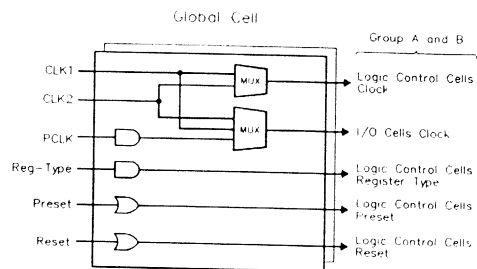 Global Cell
Group A and B
CLK1
MUX
Logic Control Cells
Clock
CLK2
MUX
I/O Cells Clock
PCLK
Reg-Type
Logic Control Cells
Register Type
Preset
Logic Control Cells
Preset
Reset
Logic Control Cells
Reset